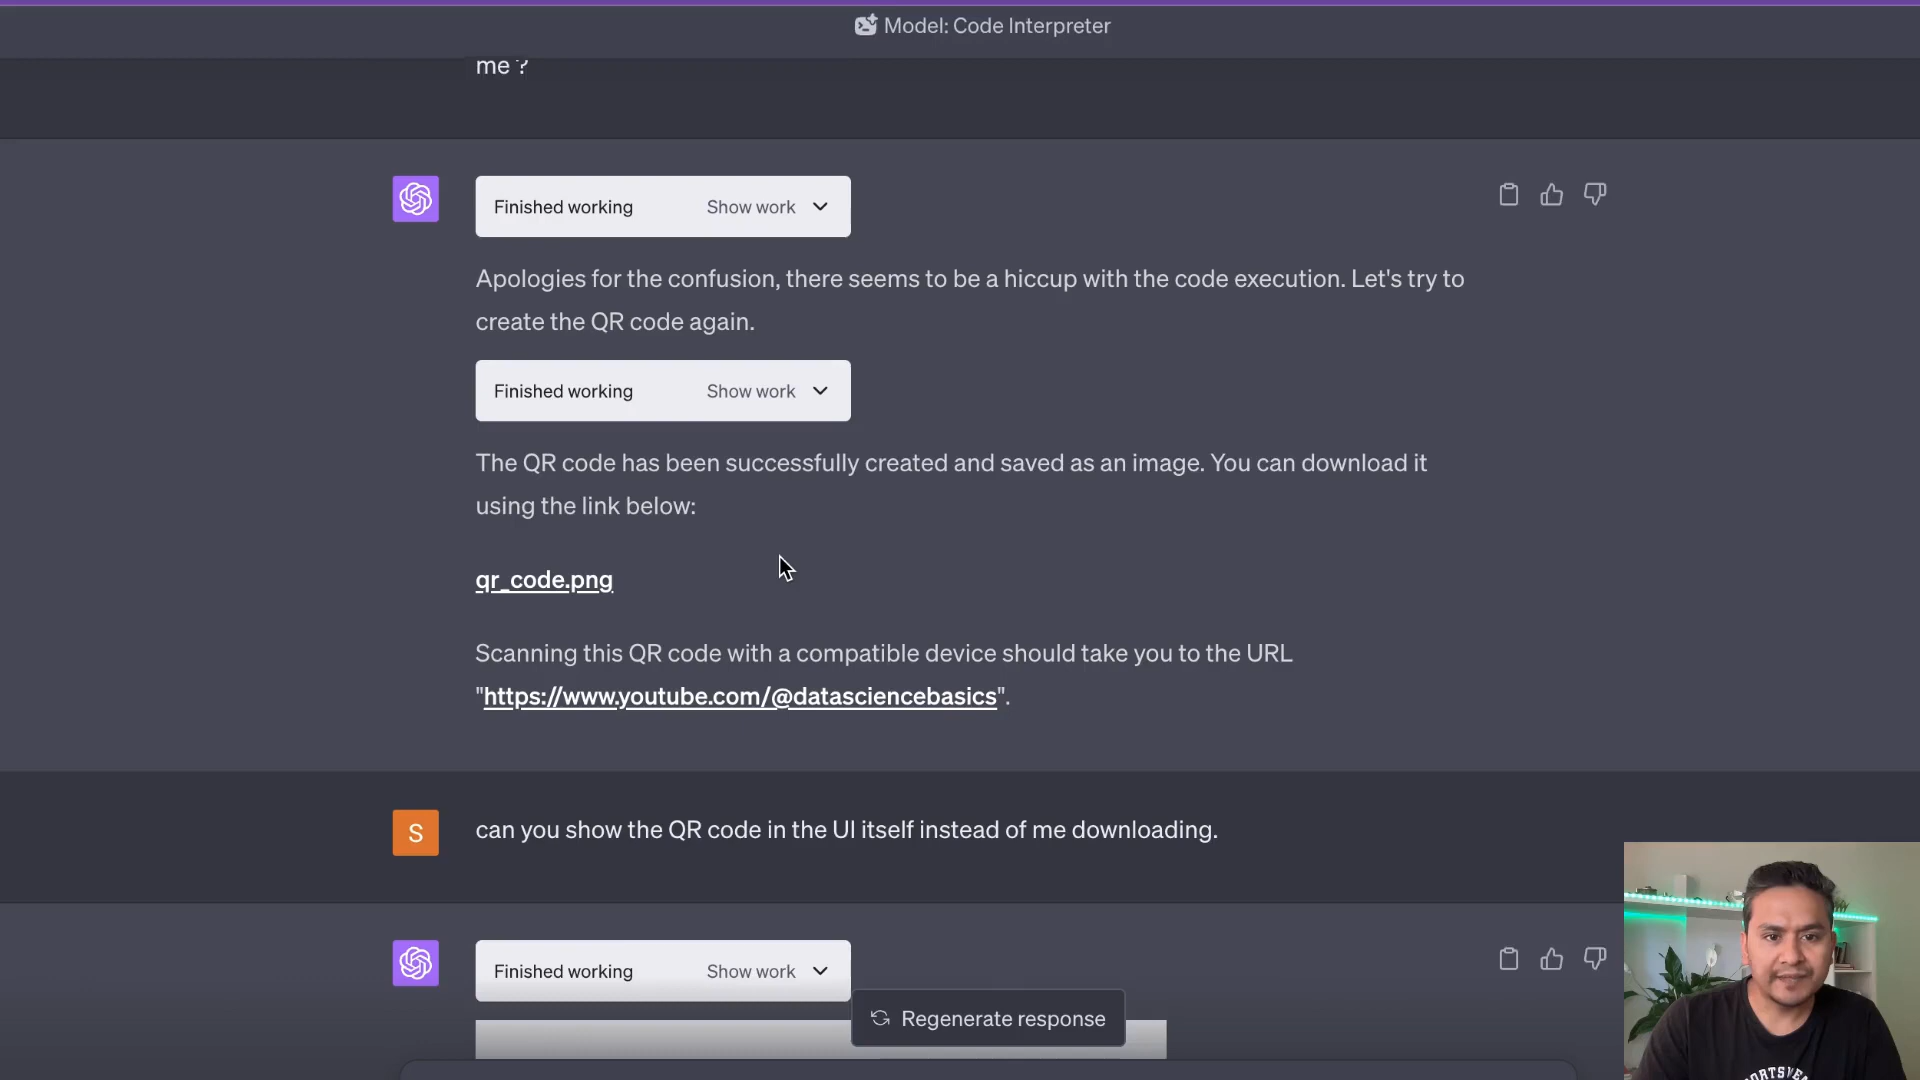 Model: Code Interpreter
me ?
Finished working Show work
Apologies for the confusion, there seems to be a hiccup with the code execution. Let's try to
create the QR code again.
Finished working Show work
The QR code has been successfully created and saved as an image. You can download it
using the link below:
qr_code.png
Scanning this QR code with a compatible device should take you to the URL
"https://www.youtube.com/@datasciencebasics".
S
can you show the QR code in the UI itself instead of me downloading.
Finished working Show work
Regenerate response